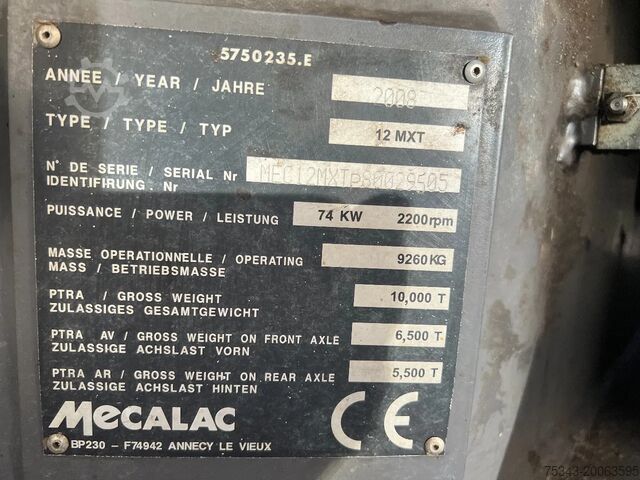 5750235.E
ANNEE / YEAR / JAHRE 2008
TYPE / TYPE / TYP 12 MXT
N° DE SERIE / SERIAL Nr MEC12MXTP80029505
IDENTIFIRUNG. Nr
PUISSANCE / POWER / LEISTUNG 74 KW 2200rpm
MASSE OPERATIONNELLE / OPERATING 9260KG
MASS / BETRIEBSMASSE
PTRA / GROSS WEIGHT 10,000 T
ZULASSIGES GESAMTGEWICHT
PTRA AV / GROSS WEIGHT ON FRONT AXLE 6,500 T
ZULASSIGE ACHSLAST VORN
PTRA AR / GROSS WEIGHT ON REAR AXLE 5,500 T
ZULASSIGE ACHSLAST HINTEN
MECALAC CE
BP230 – F74942 ANNECY LE VIEUX
75343-20063595